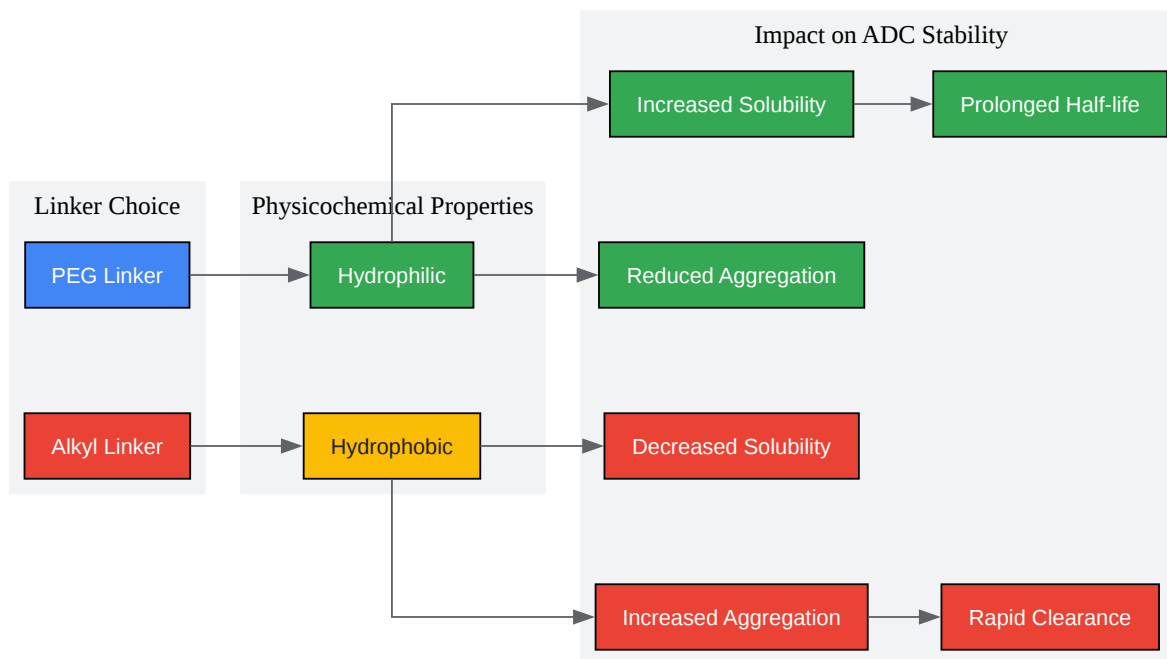 Impact on ADC Stability
Increased Solubility
Prolonged Half-life
Linker Choice
Physicochemical Properties
PEG Linker
Hydrophilic
Reduced Aggregation
Alkyl Linker
Hydrophobic
Decreased Solubility
Increased Aggregation
Rapid Clearance